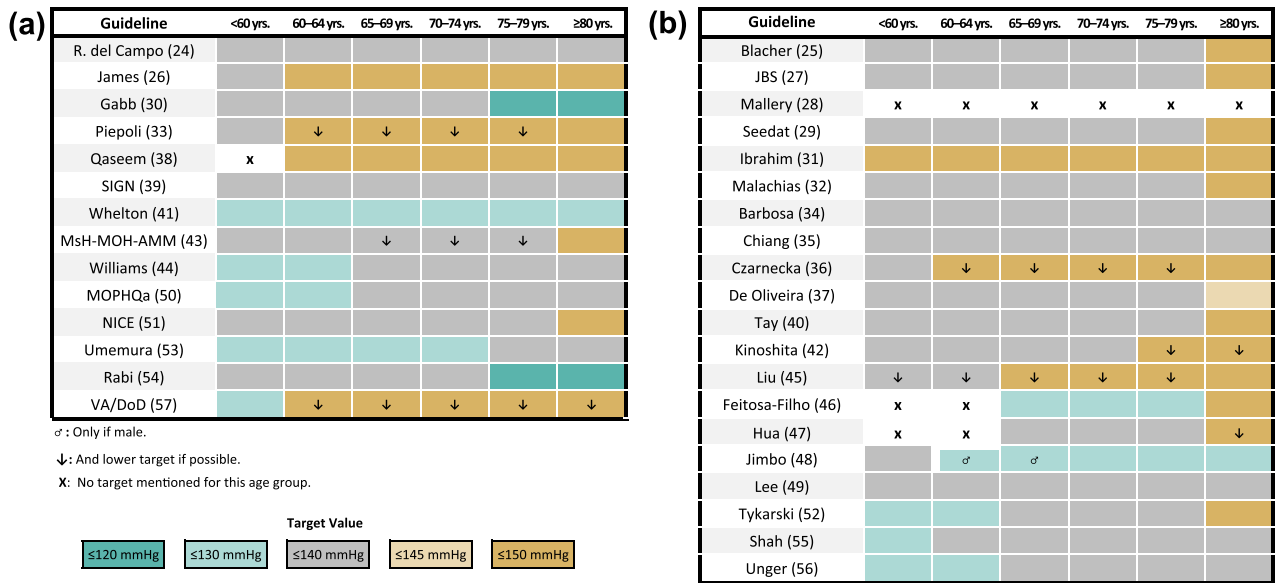 (a)
Guideline <60 yrs. 60–64 yrs. 65–69 yrs. 70–74 yrs. 75–79 yrs. ≥80 yrs.
R. del Campo (24)
James (26)
Gabb (30)
Piepoli (33) ↓ ↓ ↓ ↓
Qaseem (38) x
SIGN (39)
Whelton (41)
MsH-MOH-AMM (43) ↓ ↓ ↓
Williams (44)
MOPHQa (50)
NICE (51)
Umemura (53)
Rabi (54)
VA/DoD (57) ↓ ↓ ↓ ↓ ↓
♂ : Only if male.
↓: And lower target if possible.
X: No target mentioned for this age group.
Target Value
≤120 mmHg ≤130 mmHg ≤140 mmHg ≤145 mmHg ≤150 mmHg
(b)
Guideline <60 yrs. 60–64 yrs. 65–69 yrs. 70–74 yrs. 75–79 yrs. ≥80 yrs.
Blacher (25)
JBS (27)
Mallery (28) x x x x x x
Seedat (29)
Ibrahim (31)
Malachias (32)
Barbosa (34)
Chiang (35)
Czarnecka (36) ↓ ↓ ↓ ↓
De Oliveira (37)
Tay (40)
Kinoshita (42) ↓ ↓
Liu (45) ↓ ↓ ↓ ↓ ↓
Feitosa-Filho (46) x x
Hua (47) x x ↓
Jimbo (48) ♂ ♂
Lee (49)
Tykarski (52)
Shah (55)
Unger (56)